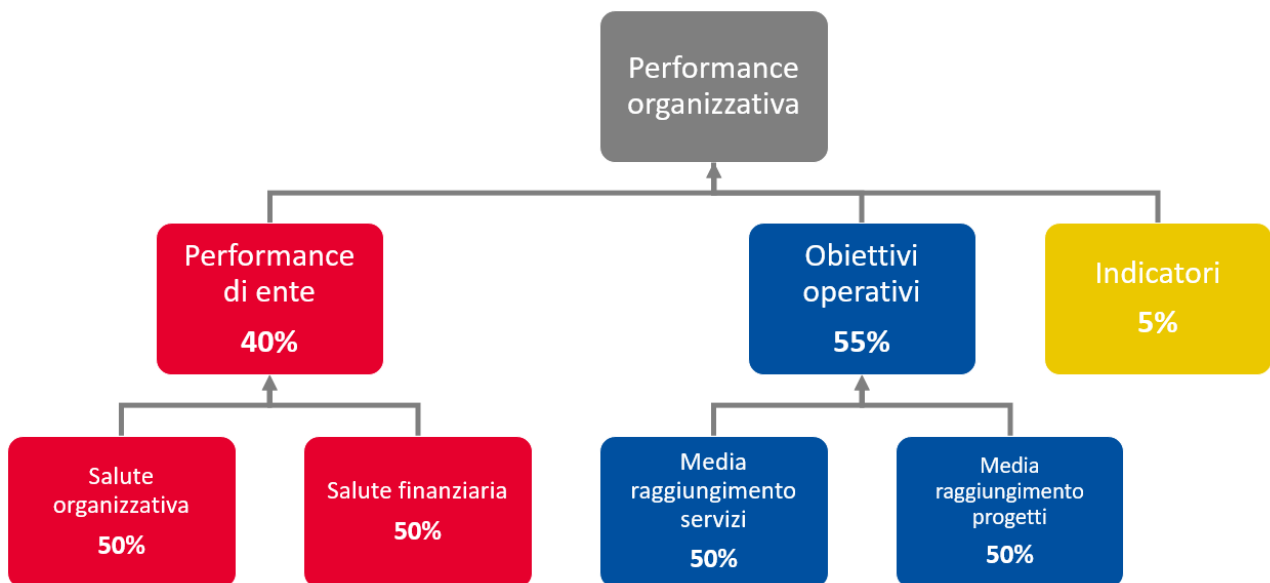 Performance
organizzativa
Performance
di ente
40%
Obiettivi
operativi
55%
Indicatori
5%
Salute
organizzativa
50%
Salute finanziaria
50%
Media
raggiungimento
servizi
50%
Media
raggiungimento
progetti
50%